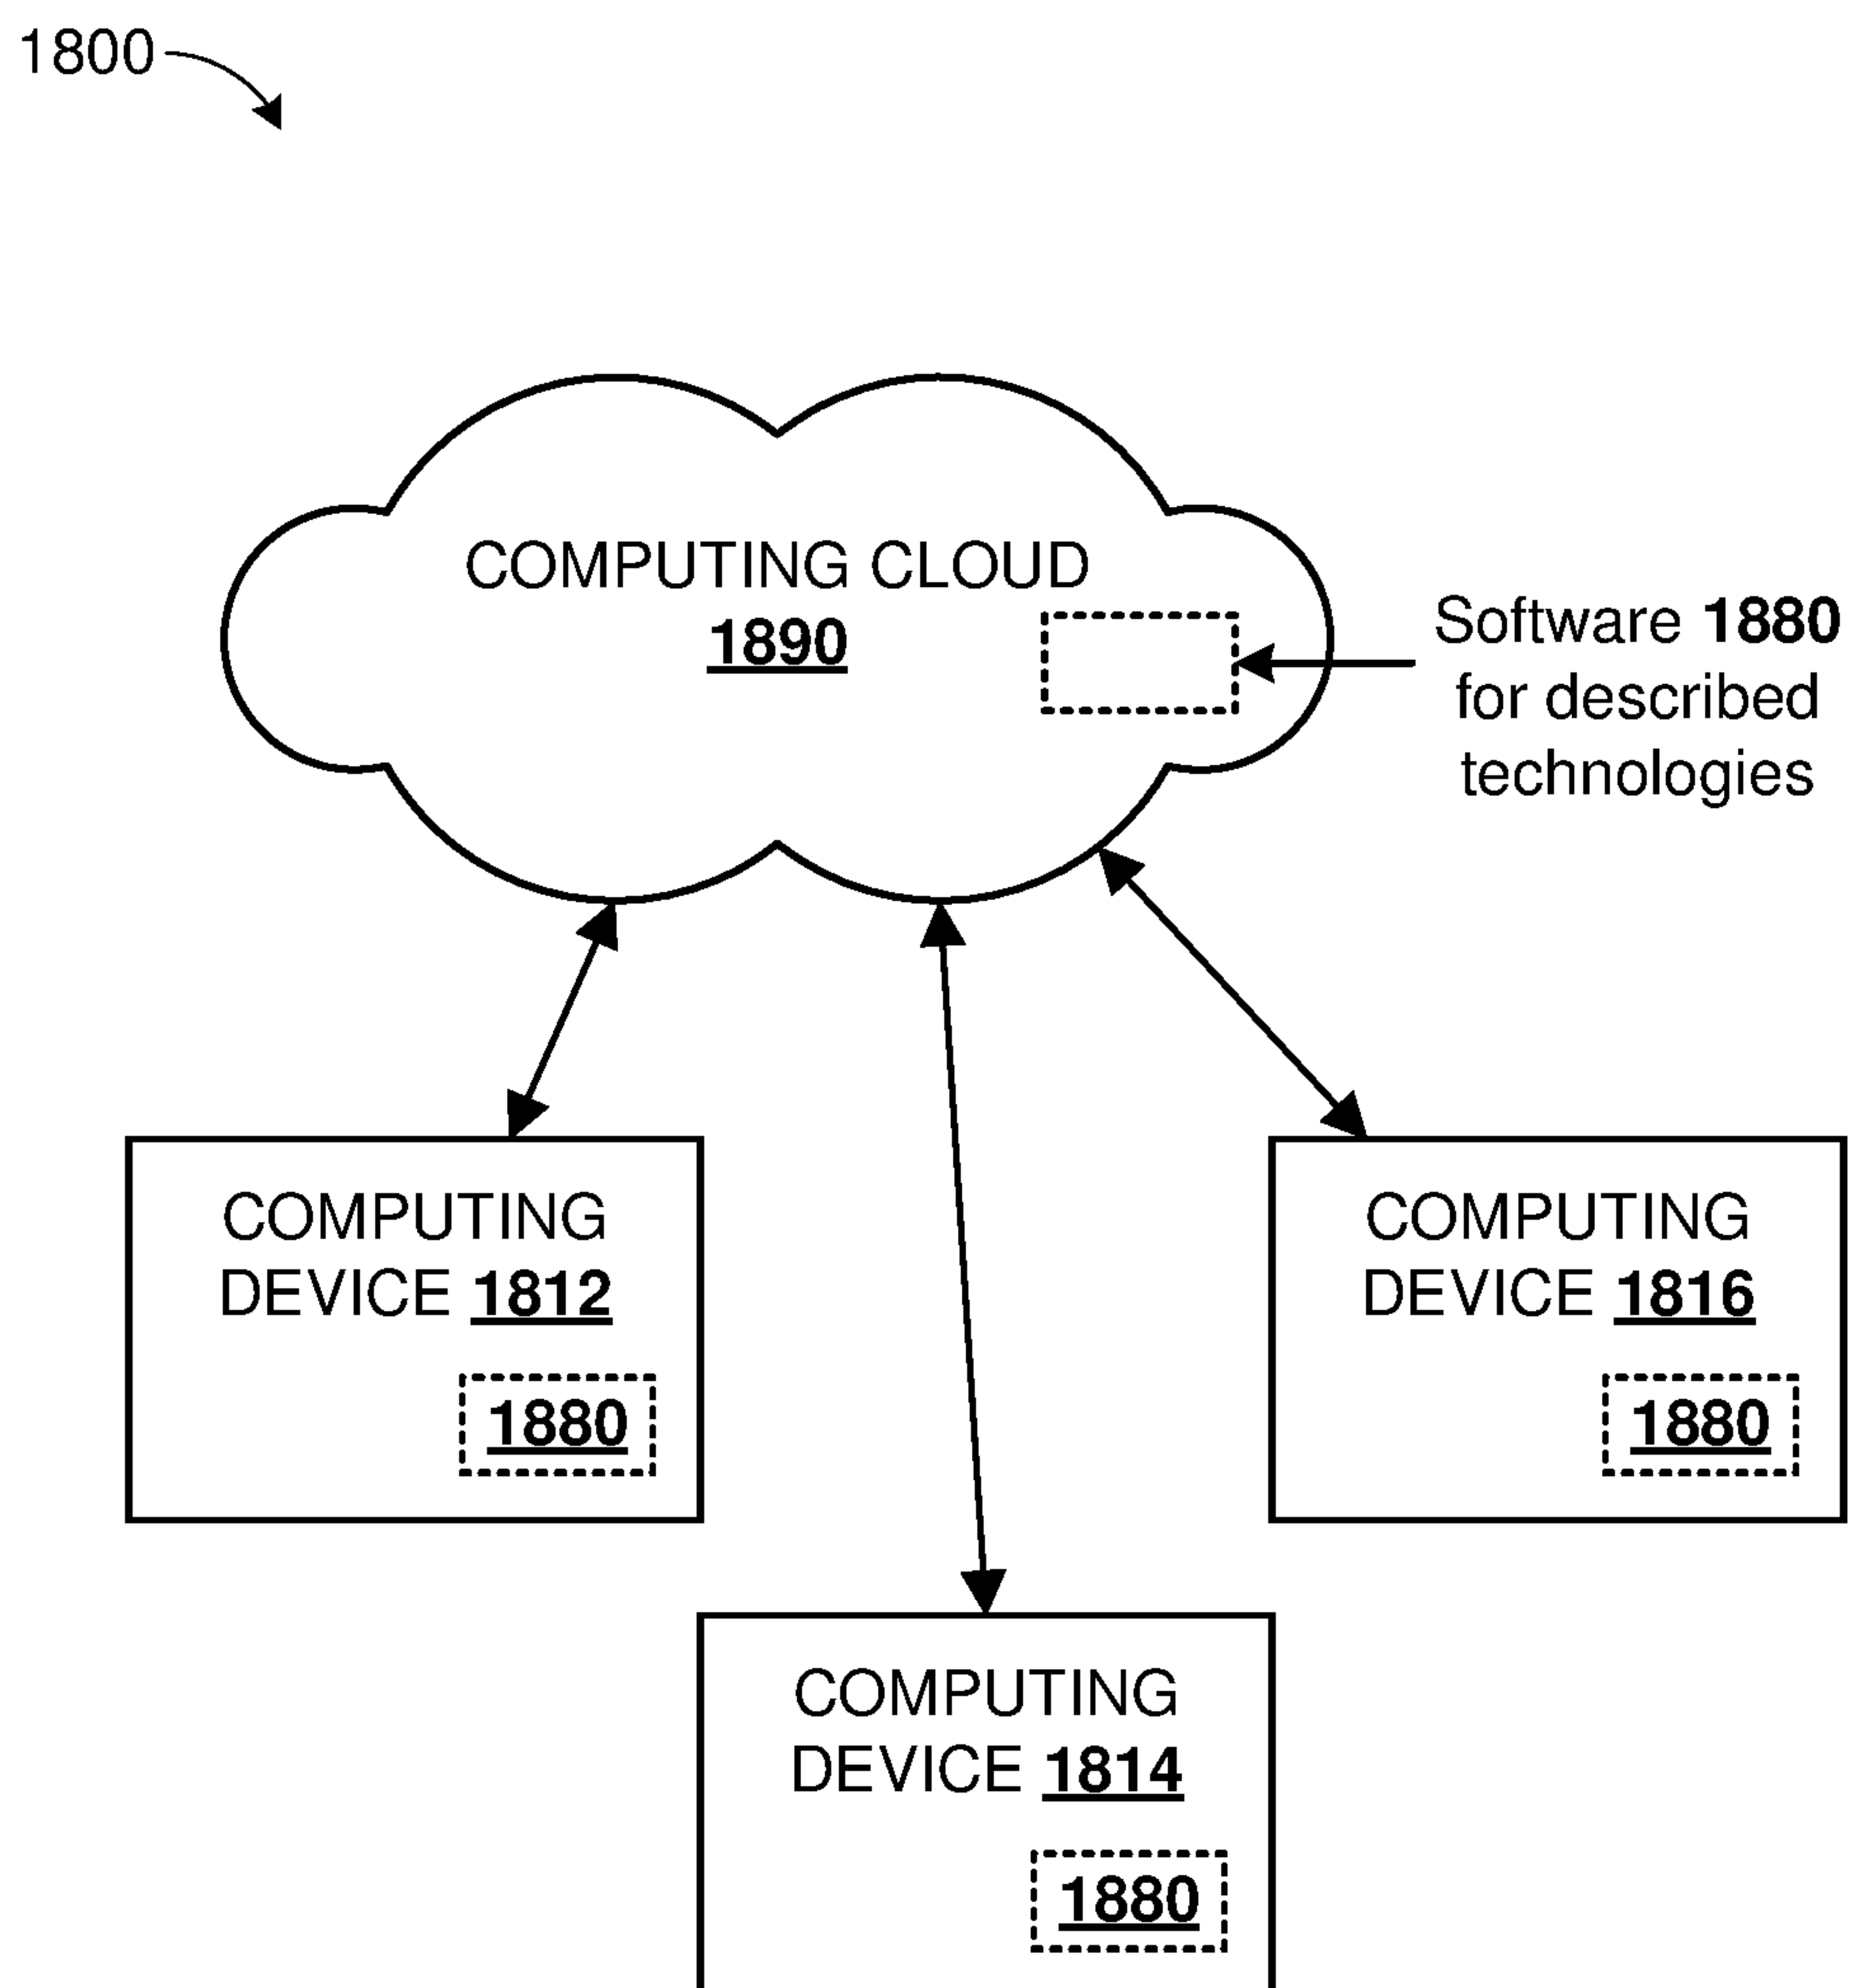 1800
COMPUTING CLOUD
1890
Software 1880
for described
technologies
COMPUTING
DEVICE 1812
1880
COMPUTING
DEVICE 1816
1880
COMPUTING
DEVICE 1814
1880